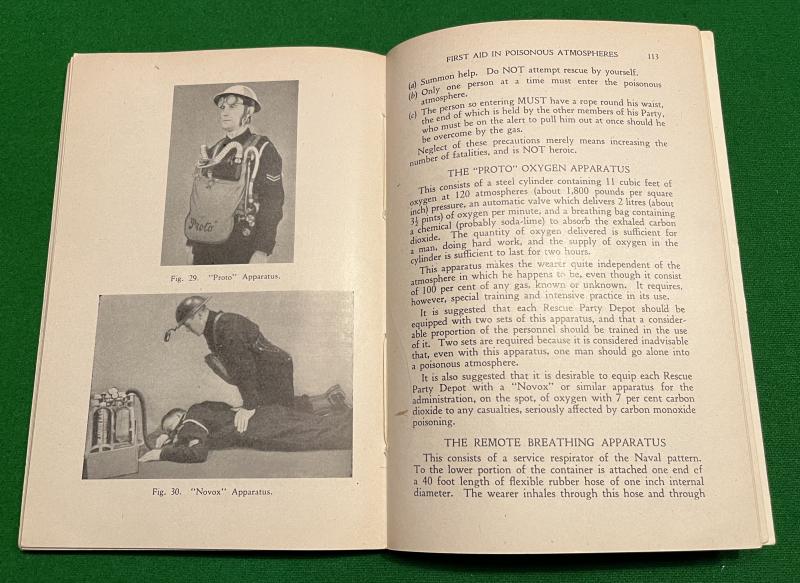 Proto
Fig. 29. "Proto" Apparatus.
Fig. 30. "Novox" Apparatus.
FIRST AID IN POISONOUS ATMOSPHERES 113
(a) Summon help. Do NOT attempt rescue by yourself.
(b) Only one person at a time must enter the poisonous
atmosphere.
(c) The person so entering MUST have a rope round his waist,
the end of which is held by the other members of his Party,
who must be on the alert to pull him out at once should he
be overcome by the gas.
Neglect of these precautions merely means increasing the
number of fatalities, and is NOT heroic.
THE "PROTO" OXYGEN APPARATUS
This consists of a steel cylinder containing 11 cubic feet of
oxygen at 120 atmospheres (about 1,800 pounds per square
inch) pressure, an automatic valve which delivers 2 litres (about
3½ pints) of oxygen per minute, and a breathing bag containing
a chemical (probably soda-lime) to absorb the exhaled carbon
dioxide. The quantity of oxygen delivered is sufficient for
a man, doing hard work, and the supply of oxygen in the
cylinder is sufficient to last for two hours.
This apparatus makes the wearer quite independent of the
atmosphere in which he happens to be, even though it consist
of 100 per cent of any gas, known or unknown. It requires,
however, special training and intensive practice in its use.
It is suggested that each Rescue Party Depot should be
equipped with two sets of this apparatus, and that a consider-
able proportion of the personnel should be trained in the use
of it. Two sets are required because it is considered inadvisable
that, even with this apparatus, one man should go alone into
a poisonous atmosphere.
It is also suggested that it is desirable to equip each Rescue
Party Depot with a "Novox" or similar apparatus for the
administration, on the spot, of oxygen with 7 per cent carbon
dioxide to any casualties, seriously affected by carbon monoxide
poisoning.
THE REMOTE BREATHING APPARATUS
This consists of a service respirator of the Naval pattern.
To the lower portion of the container is attached one end of
a 40 foot length of flexible rubber hose of one inch internal
diameter. The wearer inhales through this hose and through